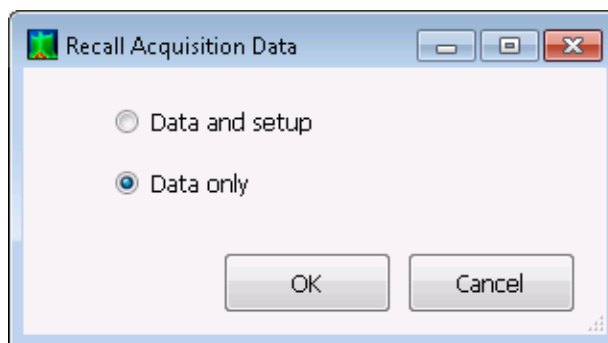 Recall Acquisition Data
Data and setup
Data only
OK Cancel